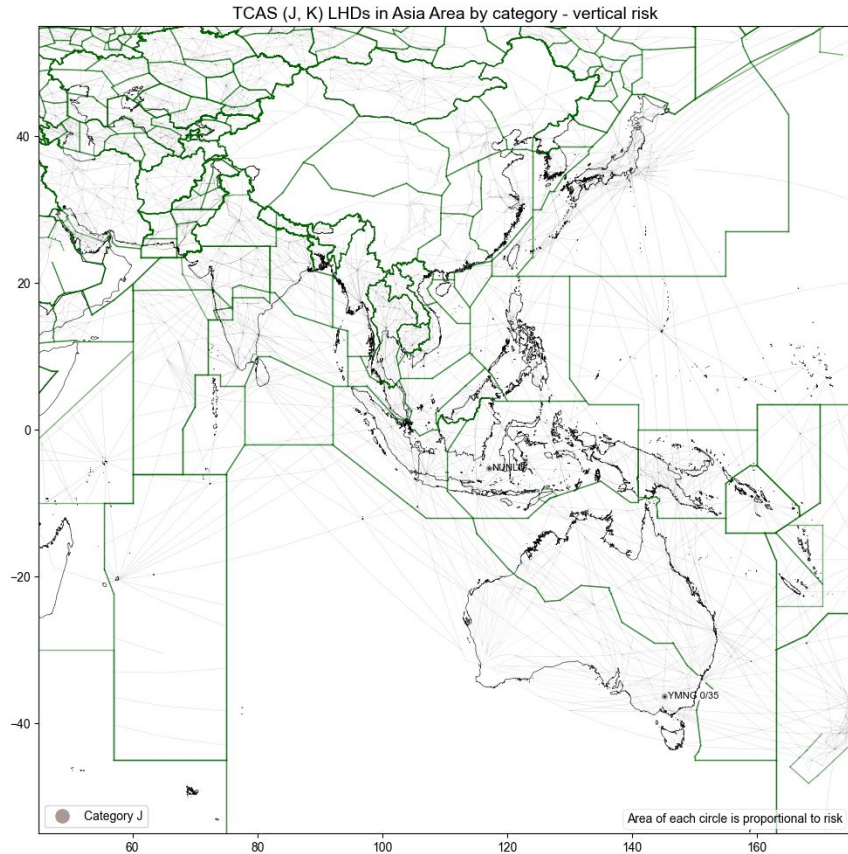 TCAS (J, K) LHDs in Asia Area by category - vertical risk
40
20
0
−20
−40
YMNG 0/35
Category J
Area of each circle is proportional to risk
60
80
100
120
140
160